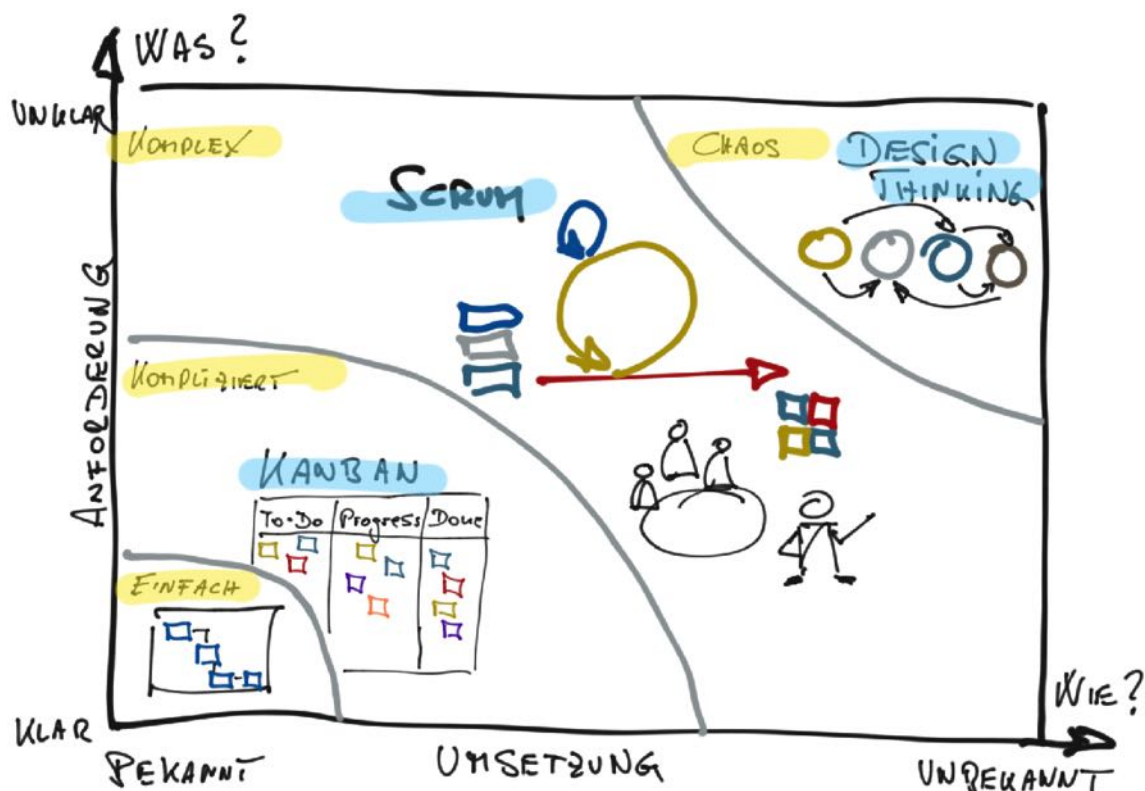 WAS?
UNKLAR
KOMPLEX
CHAOS
DESIGN
THINKING
SCRUM
ANFORDERUNG
KOMPLIZIERT
KANBAN
To-Do
Progress
Done
EINFACH
KLAR
WIE?
BEKANNT
UMSETZUNG
UNBEKANNT